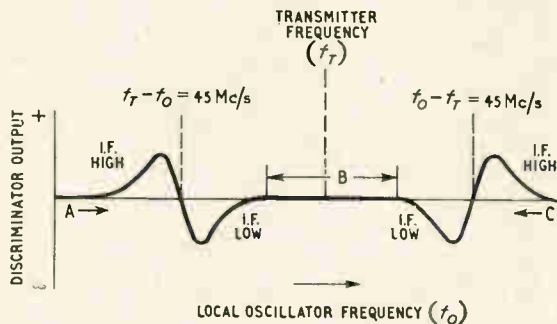 TRANSMITTER
FREQUENCY
(fT)
fT – fO = 45 Mc/s
fO – fT = 45 Mc/s
+
I.F.
HIGH
I.F.
HIGH
B
A
C
I.F.
LOW
I.F.
LOW
DISCRIMINATOR OUTPUT
LOCAL OSCILLATOR FREQUENCY (fO)